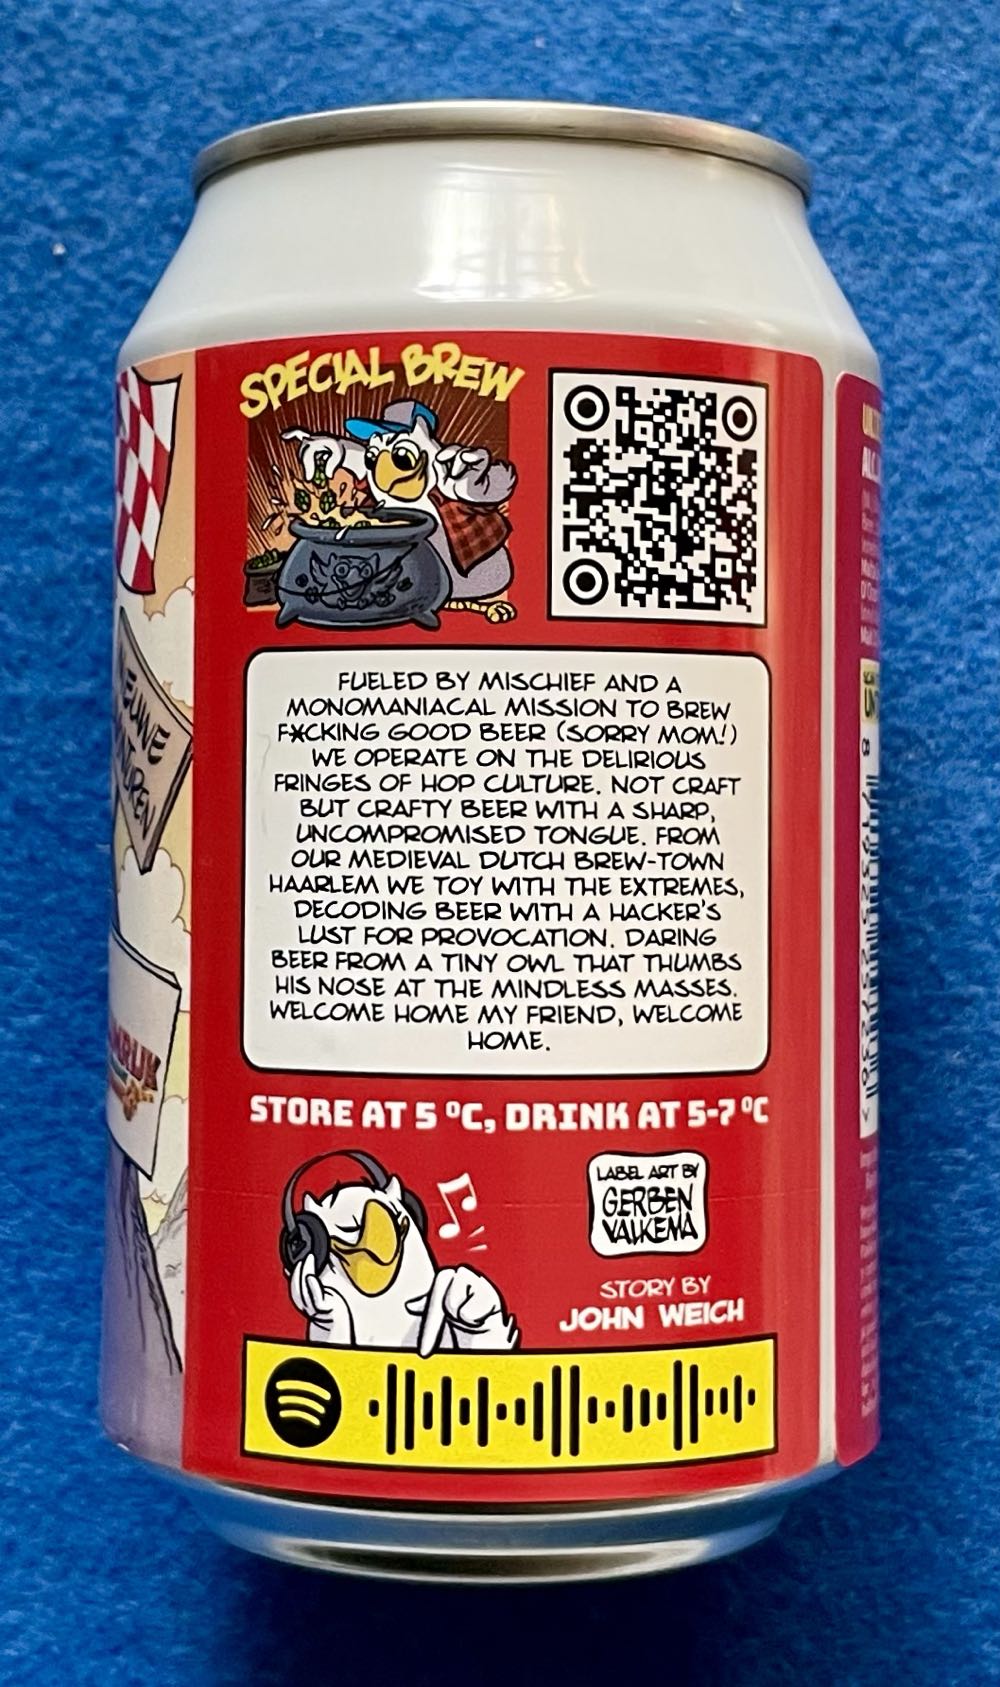 SPECIAL BREW
FUELED BY MISCHIEF AND A
MONOMANIACAL MISSION TO BREW
F*CKING GOOD BEER (SORRY MOM!)
WE OPERATE ON THE DELIRIOUS
FRINGES OF HOP CULTURE. NOT CRAFT
BUT CRAFTY BEER WITH A SHARP,
UNCOMPROMISED TONGUE. FROM
OUR MEDIEVAL DUTCH BREW-TOWN
HAARLEM WE TOY WITH THE EXTREMES,
DECODING BEER WITH A HACKER'S
LUST FOR PROVOCATION. DARING
BEER FROM A TINY OWL THAT THUMBS
HIS NOSE AT THE MINDLESS MASSES.
WELCOME HOME MY FRIEND, WELCOME
HOME.
STORE AT 5 ºC, DRINK AT 5-7 ºC
LABEL ART BY
GERBEN
VALKEMA
STORY BY
JOHN WEICH